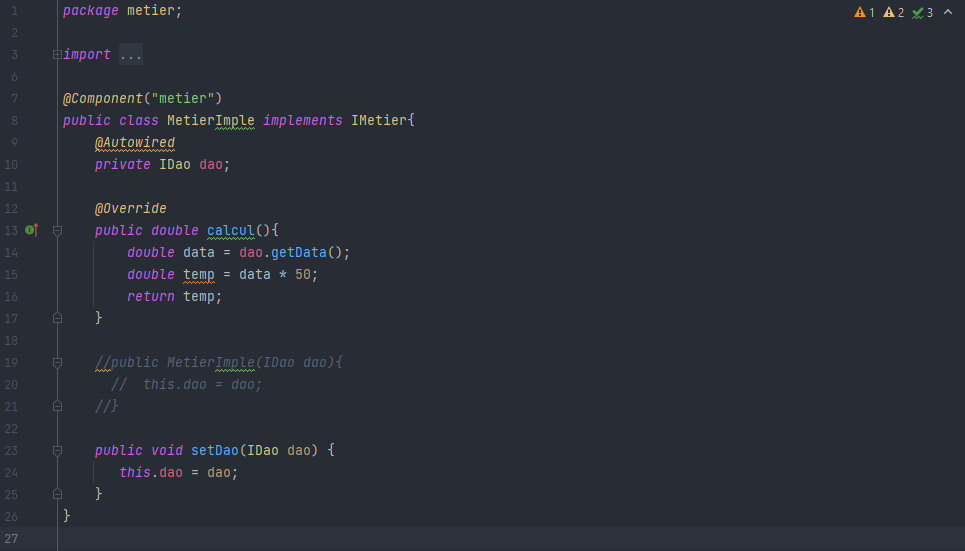 1 package metier; 1 2 3
2
3 import ...
6
7 @Component("metier")
8 public class MetierImple implements IMetier{
9 @Autowired
10 private IDao dao;
11
12 @Override
13 public double calcul(){
14 double data = dao.getData();
15 double temp = data * 50;
16 return temp;
17 }
18
19 //public MetierImple(IDao dao){
20 // this.dao = dao;
21 //}
22
23 public void setDao(IDao dao) {
24 this.dao = dao;
25 }
26 }
27